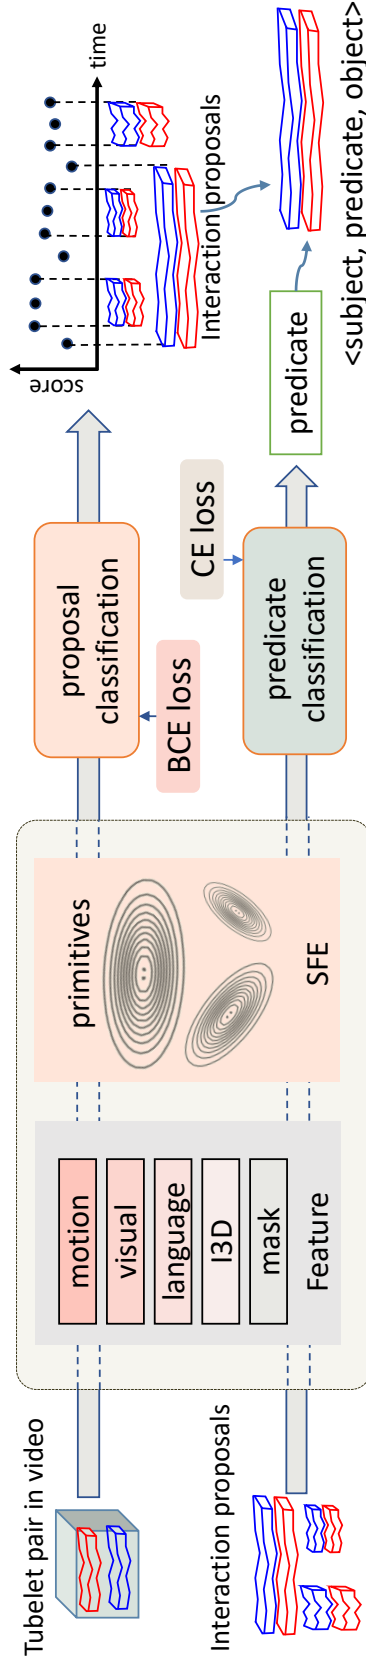 Tubelet pair in video
Interaction proposals
motion
visual
language
I3D
mask
Feature
primitives
SFE
proposal
classification
BCE loss
CE loss
predicate
classification
score
time
Interaction proposals
predicate
<subject, predicate, object>